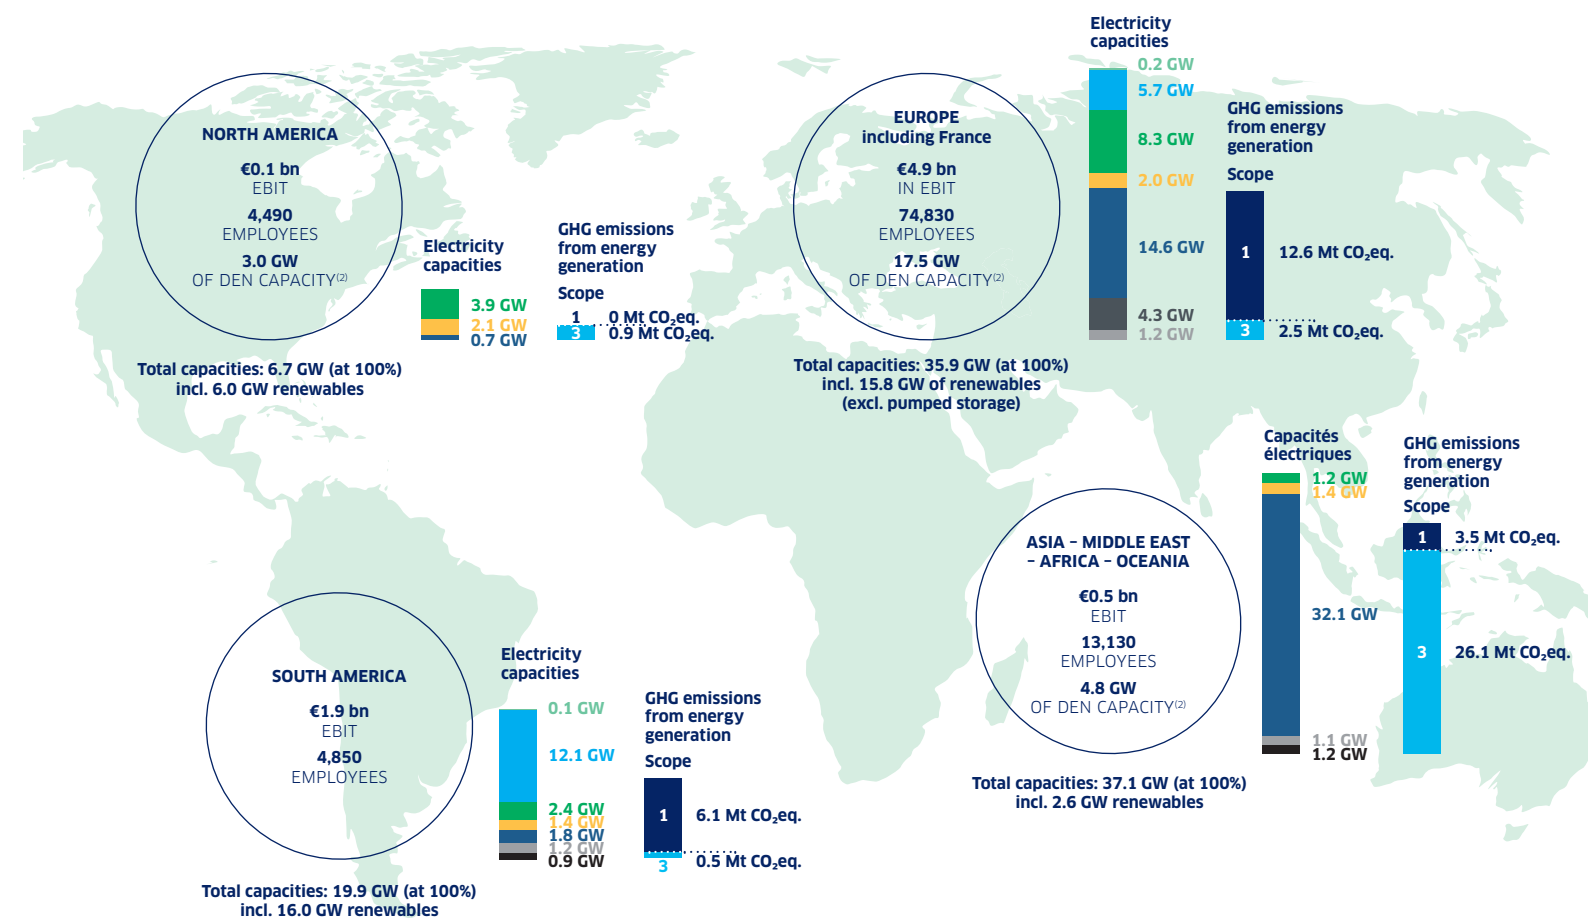 NORTH AMERICA
€0.1 bn
EBIT
4,490
EMPLOYEES
3.0 GW
OF DEN CAPACITY(2)
Electricity
capacities
3.9 GW
2.1 GW
0.7 GW
GHG emissions
from energy
generation
Scope
1 0 Mt CO₂eq.
3 0.9 Mt CO₂eq.
Total capacities: 6.7 GW (at 100%)
incl. 6.0 GW renewables
EUROPE
including France
€4.9 bn
IN EBIT
74,830
EMPLOYEES
17.5 GW
OF DEN CAPACITY(2)
Electricity
capacities
0.2 GW
5.7 GW
8.3 GW
2.0 GW
14.6 GW
4.3 GW
1.2 GW
GHG emissions
from energy
generation
Scope
1 12.6 Mt CO₂eq.
3 2.5 Mt CO₂eq.
Total capacities: 35.9 GW (at 100%)
incl. 15.8 GW of renewables
(excl. pumped storage)
SOUTH AMERICA
€1.9 bn
EBIT
4,850
EMPLOYEES
Electricity
capacities
0.1 GW
12.1 GW
2.4 GW
1.4 GW
1.8 GW
1.2 GW
0.9 GW
GHG emissions
from energy
generation
Scope
1 6.1 Mt CO₂eq.
3 0.5 Mt CO₂eq.
Total capacities: 19.9 GW (at 100%)
incl. 16.0 GW renewables
ASIA – MIDDLE EAST
– AFRICA – OCEANIA
€0.5 bn
EBIT
13,130
EMPLOYEES
4.8 GW
OF DEN CAPACITY(2)
Capacités
électriques
1.2 GW
1.4 GW
32.1 GW
1.1 GW
1.2 GW
GHG emissions
from energy
generation
Scope
1 3.5 Mt CO₂eq.
3 26.1 Mt CO₂eq.
Total capacities: 37.1 GW (at 100%)
incl. 2.6 GW renewables